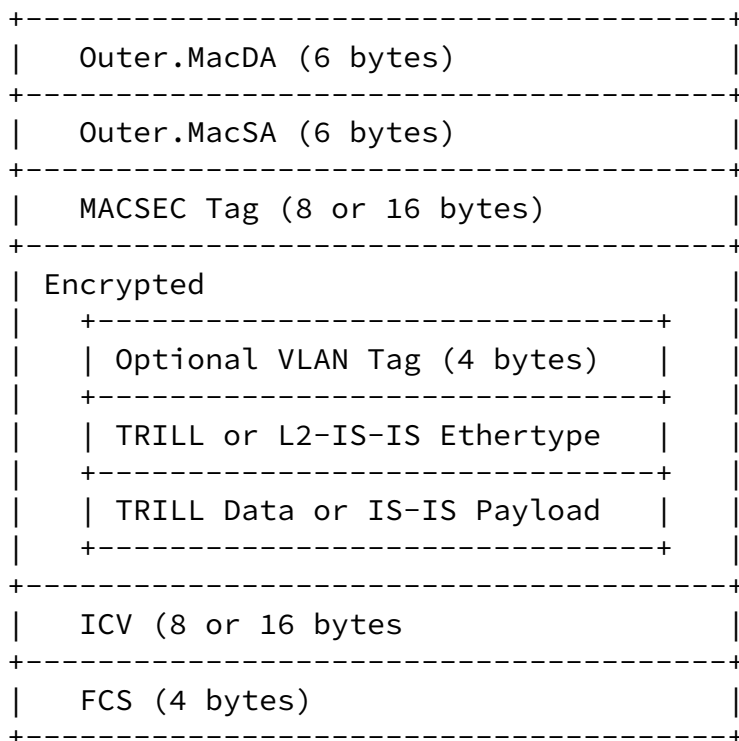 Outer.MacDA (6 bytes)
Outer.MacSA (6 bytes)
MACSEC Tag (8 or 16 bytes)
Encrypted
Optional VLAN Tag (4 bytes)
TRILL or L2-IS-IS Ethertype
TRILL Data or IS-IS Payload
ICV (8 or 16 bytes
FCS (4 bytes)